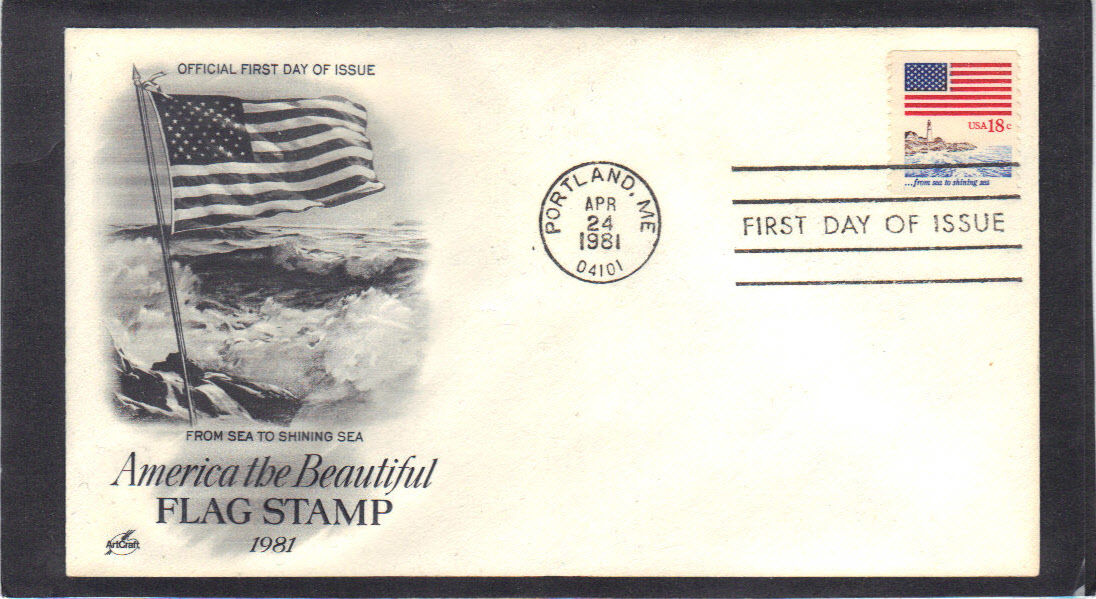 OFFICIAL FIRST DAY OF ISSUE
USA 18c
...from sea to shining sea
PORTLAND, ME
APR
24
1981
04101
FIRST DAY OF ISSUE
FROM SEA TO SHINING SEA
America the Beautiful
FLAG STAMP
1981
ArtCraft